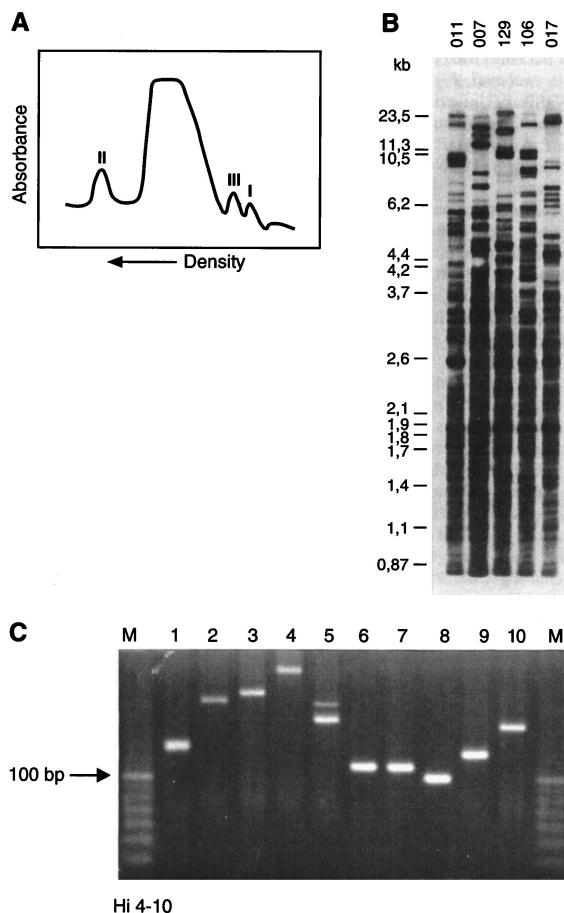 A
Absorbance
II
III
I
Density
B
011 007 129 106 017
kb
23,5
11,3
10,5
6,2
4,4
4,2
3,7
2,6
2,1
1,9
1,8
1,7
1,4
1,1
0,87
C
M 1 2 3 4 5 6 7 8 9 10 M
100 bp
Hi 4-10